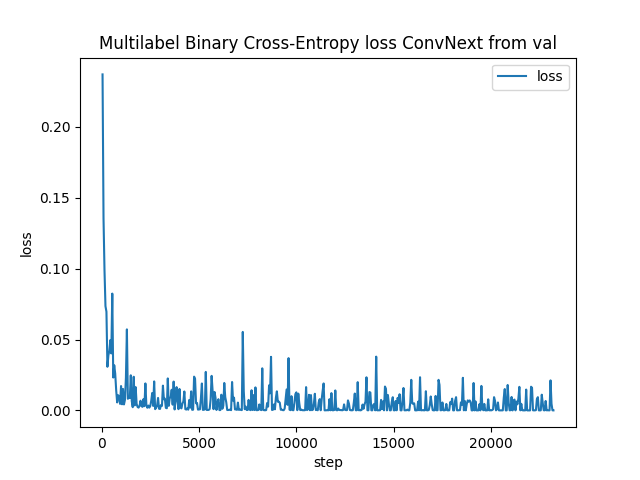 Multilabel Binary Cross-Entropy loss ConvNext from val
loss
0.20
0.15
0.10
0.05
0.00
loss
0
5000
10000
15000
20000
step